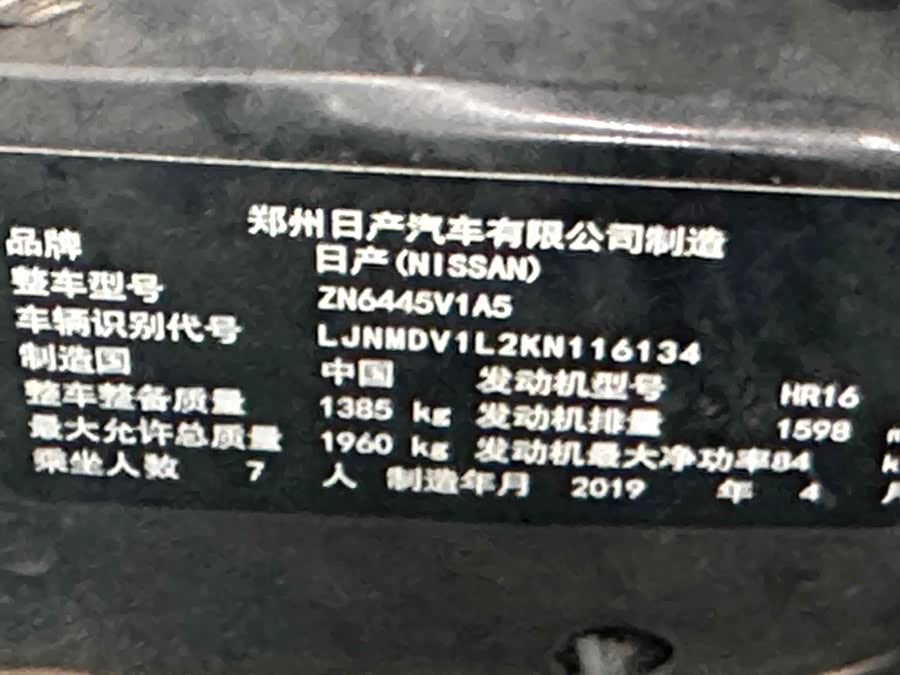 郑州日产汽车有限公司制造
品牌 日产(NISSAN)
整车型号 ZN6445V1A5
车辆识别代号 LJNMDV1L2KN116134
制造国 中国 发动机型号 HR16
整车整备质量 1385 kg 发动机排量 1598 m
最大允许总质量 1960 kg 发动机最大净功率84 k
乘坐人数 7 人 制造年月 2019 年 4 月